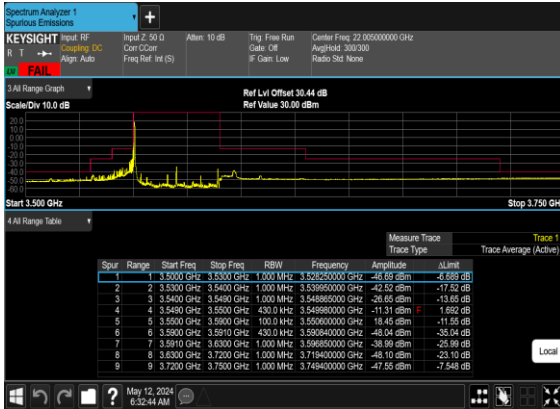 Spectrum Analyzer 1
Spurious Emissions
KEYSIGHT
R T
LXI
FAIL
Input: RF
Coupling: DC
Align: Auto
Input Z: 50 Ω
Corr CCorr
Freq Ref: Int (S)
Atten: 10 dB
Trig: Free Run
Gate: Off
IF Gain: Low
Center Freq: 22.005000000 GHz
Avg|Hold: 300/300
Radio Std: None
3 All Range Graph
Scale/Div 10.0 dB
Ref Lvl Offset 30.44 dB
Ref Value 30.00 dBm
20.0
10.0
0.00
-10.0
-20.0
-30.0
-40.0
-50.0
-60.0
Start 3.500 GHz
Stop 3.750 GH
4 All Range Table
Measure Trace Trace 1
Trace Type Trace Average (Active)
Spur Range Start Freq Stop Freq RBW Frequency Amplitude ΔLimit
1 1 3.5000 GHz 3.5300 GHz 1.000 MHz 3.528250000 GHz -46.69 dBm -6.689 dB
2 2 3.5300 GHz 3.5400 GHz 1.000 MHz 3.539950000 GHz -42.52 dBm -17.52 dB
3 3 3.5400 GHz 3.5490 GHz 1.000 MHz 3.548865000 GHz -26.65 dBm -13.65 dB
4 4 3.5490 GHz 3.5500 GHz 430.0 kHz 3.549980000 GHz -11.31 dBm F 1.692 dB
5 5 3.5500 GHz 3.5900 GHz 100.0 kHz 3.550600000 GHz 18.45 dBm -11.55 dB
6 6 3.5900 GHz 3.5910 GHz 430.0 kHz 3.590840000 GHz -48.04 dBm -35.04 dB
7 7 3.5910 GHz 3.6300 GHz 1.000 MHz 3.596850000 GHz -38.99 dBm -25.99 dB
8 8 3.6300 GHz 3.7200 GHz 1.000 MHz 3.719400000 GHz -48.10 dBm -23.10 dB
9 9 3.7200 GHz 3.7500 GHz 1.000 MHz 3.749400000 GHz -47.55 dBm -7.548 dB
Local
?
May 12, 2024
6:32:44 AM